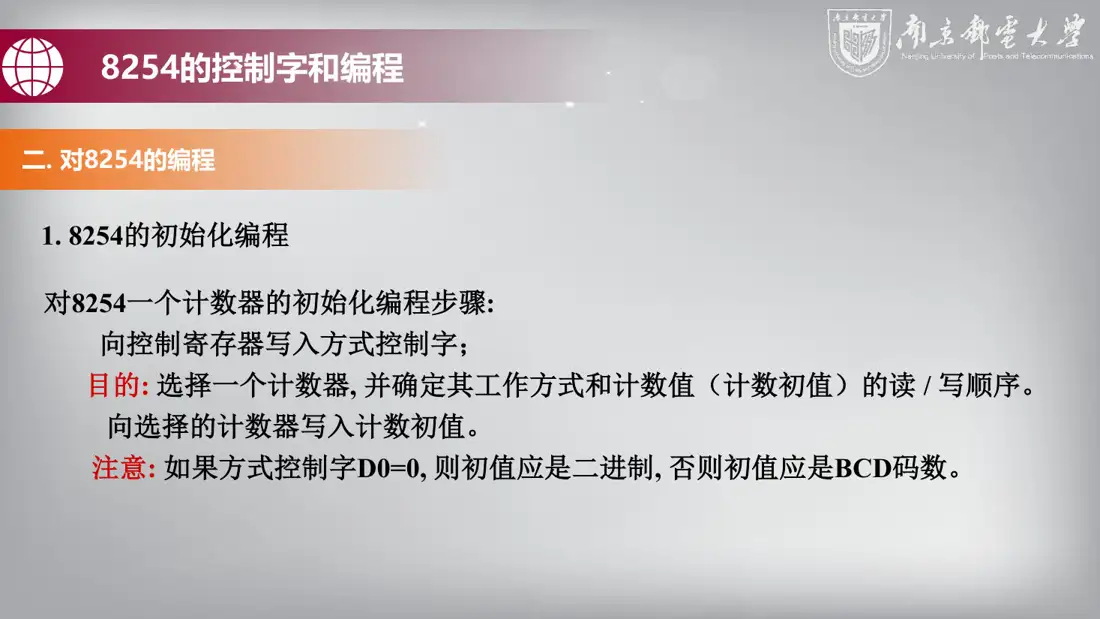 8254的控制字和编程
南京邮电大学
Nanjing University of Posts and Telecommunications
二. 对8254的编程
1. 8254的初始化编程
对8254一个计数器的初始化编程步骤:
向控制寄存器写入方式控制字；
目的: 选择一个计数器, 并确定其工作方式和计数值（计数初值）的读 / 写顺序。
向选择的计数器写入计数初值。
注意: 如果方式控制字D0=0, 则初值应是二进制, 否则初值应是BCD码数。